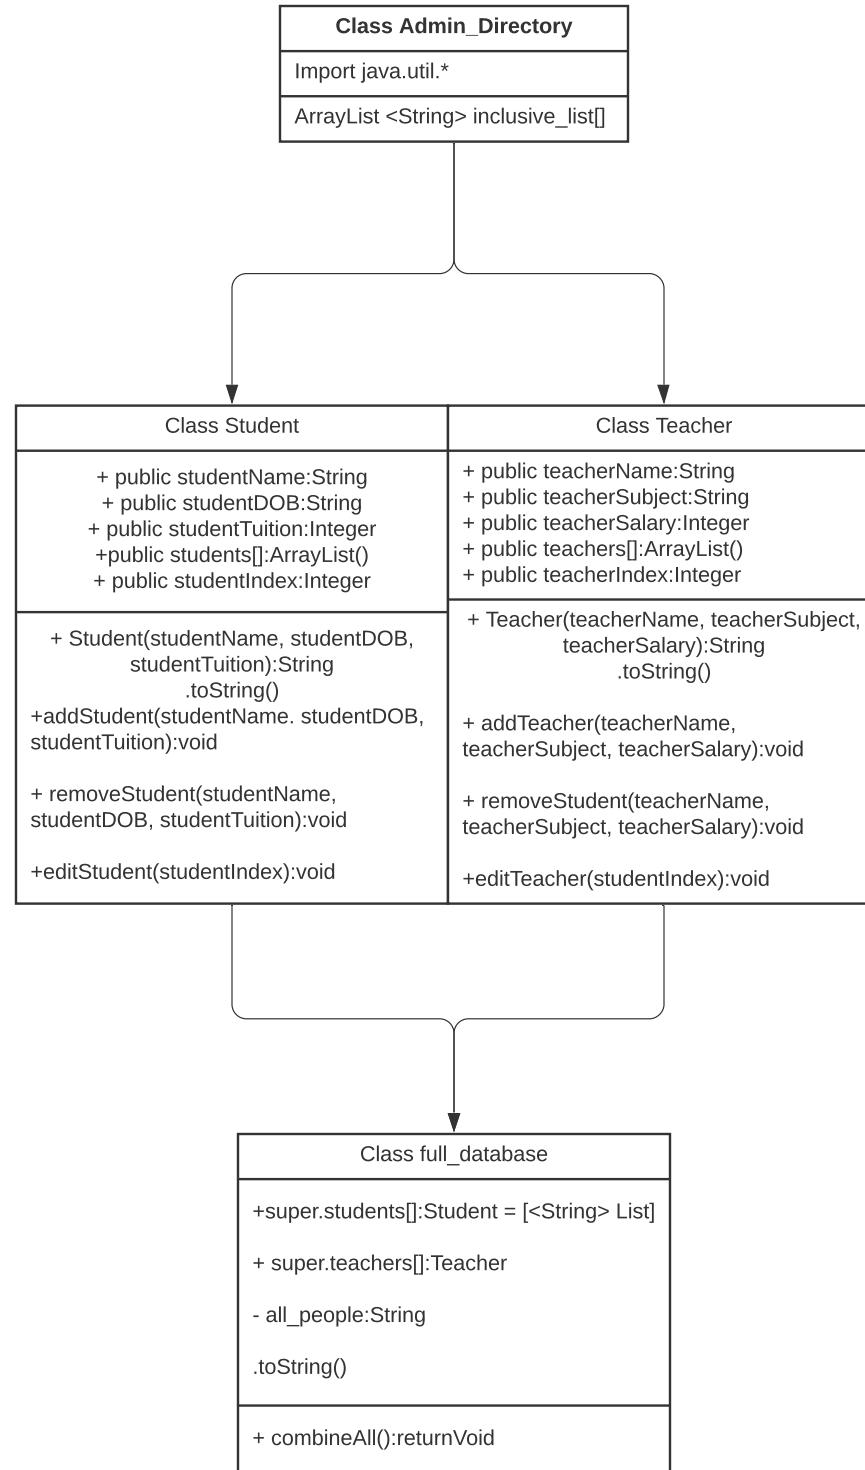 Class Admin_Directory
Import java.util.*
ArrayList <String> inclusive_list[]
Class Student
+ public studentName:String
+ public studentDOB:String
+ public studentTuition:Integer
+public students[]:ArrayList()
+ public studentIndex:Integer
+ Student(studentName, studentDOB,
studentTuition):String
.toString()
+addStudent(studentName. studentDOB,
studentTuition):void
+ removeStudent(studentName,
studentDOB, studentTuition):void
+editStudent(studentIndex):void
Class Teacher
+ public teacherName:String
+ public teacherSubject:String
+ public teacherSalary:Integer
+ public teachers[]:ArrayList()
+ public teacherIndex:Integer
+ Teacher(teacherName, teacherSubject,
teacherSalary):String
.toString()
+ addTeacher(teacherName,
teacherSubject, teacherSalary):void
+ removeStudent(teacherName,
teacherSubject, teacherSalary):void
+editTeacher(studentIndex):void
Class full_database
+super.students[]:Student = [<String> List]
+ super.teachers[]:Teacher
- all_people:String
.toString()
+ combineAll():returnVoid